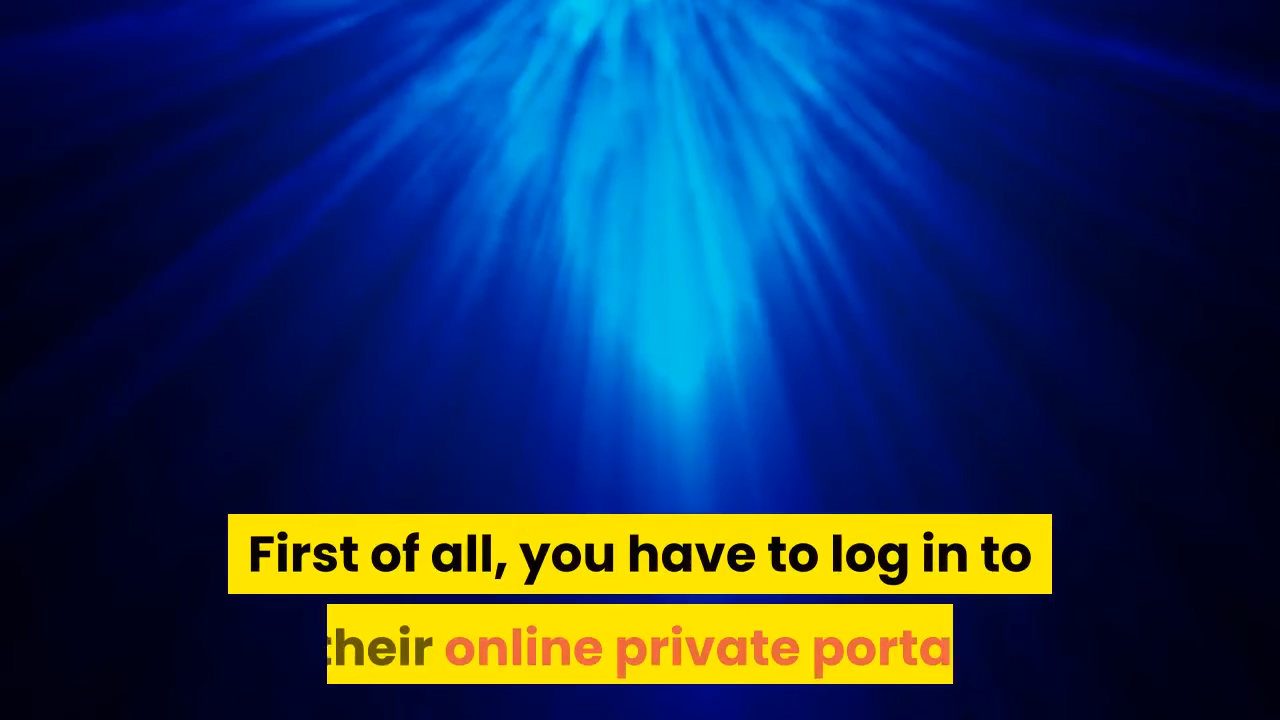 First of all, you have to log in to
their online private porta